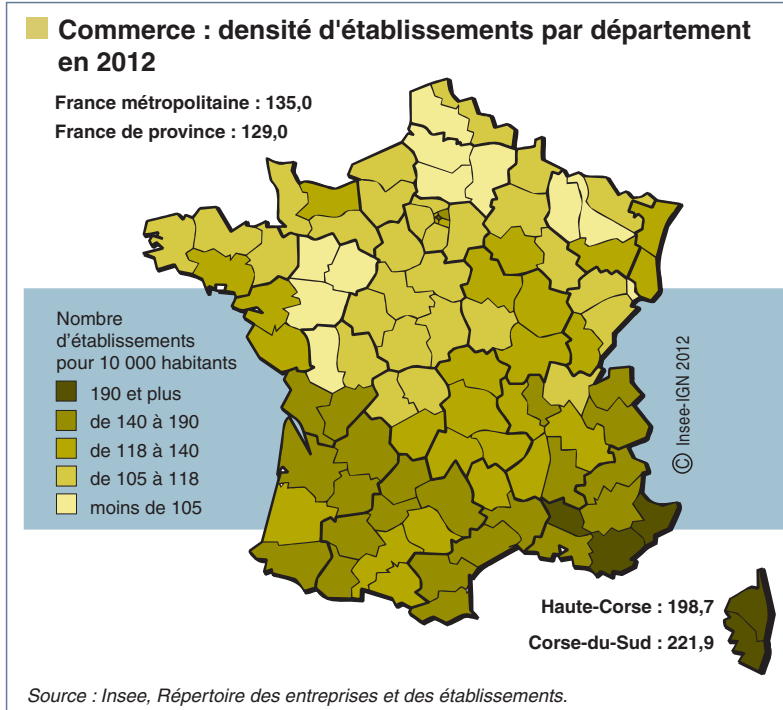 Commerce : densité d'établissements par département
en 2012
France métropolitaine : 135,0
France de province : 129,0
Nombre
d'établissements
pour 10 000 habitants
190 et plus
de 140 à 190
de 118 à 140
de 105 à 118
moins de 105
© Insee-IGN 2012
Haute-Corse : 198,7
Corse-du-Sud : 221,9
Source : Insee, Répertoire des entreprises et des établissements.